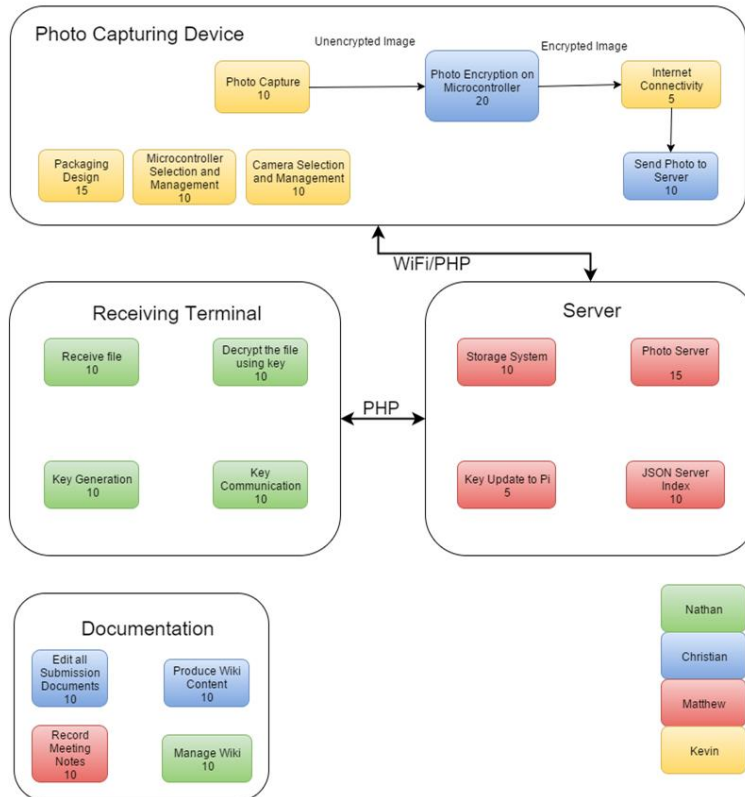 Photo Capturing Device
Unencrypted Image
Encrypted Image
Photo Capture
10
Photo Encryption on
Microcontroller
20
Internet
Connectivity
5
Packaging
Design
15
Microcontroller
Selection and
Management
10
Camera Selection
and Management
10
Send Photo to
Server
10
WiFi/PHP
Receiving Terminal
Receive file
10
Decrypt the file
using key
10
Key Generation
10
Key
Communication
10
PHP
Server
Storage System
10
Photo Server
15
Key Update to Pi
5
JSON Server
Index
10
Documentation
Edit all
Submission
Documents
10
Produce Wiki
Content
10
Record
Meeting
Notes
10
Manage Wiki
10
Nathan
Christian
Matthew
Kevin